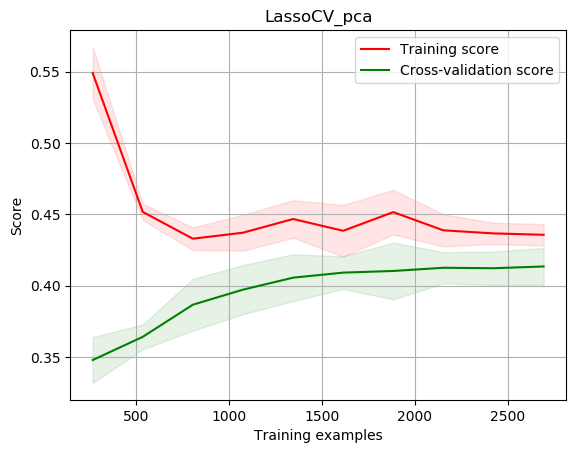 LassoCV_pca
Training score
Cross-validation score
Score
0.55
0.50
0.45
0.40
0.35
500
1000
1500
2000
2500
Training examples